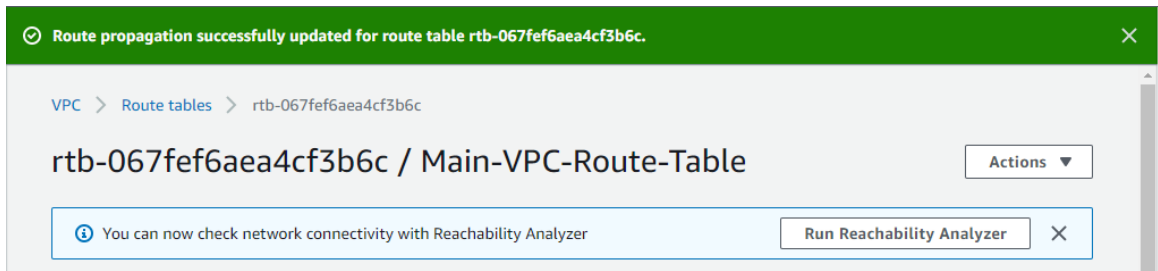 Route propagation successfully updated for route table rtb-067fef6aea4cf3b6c.
VPC > Route tables > rtb-067fef6aea4cf3b6c
rtb-067fef6aea4cf3b6c / Main-VPC-Route-Table
Actions ▼
You can now check network connectivity with Reachability Analyzer
Run Reachability Analyzer